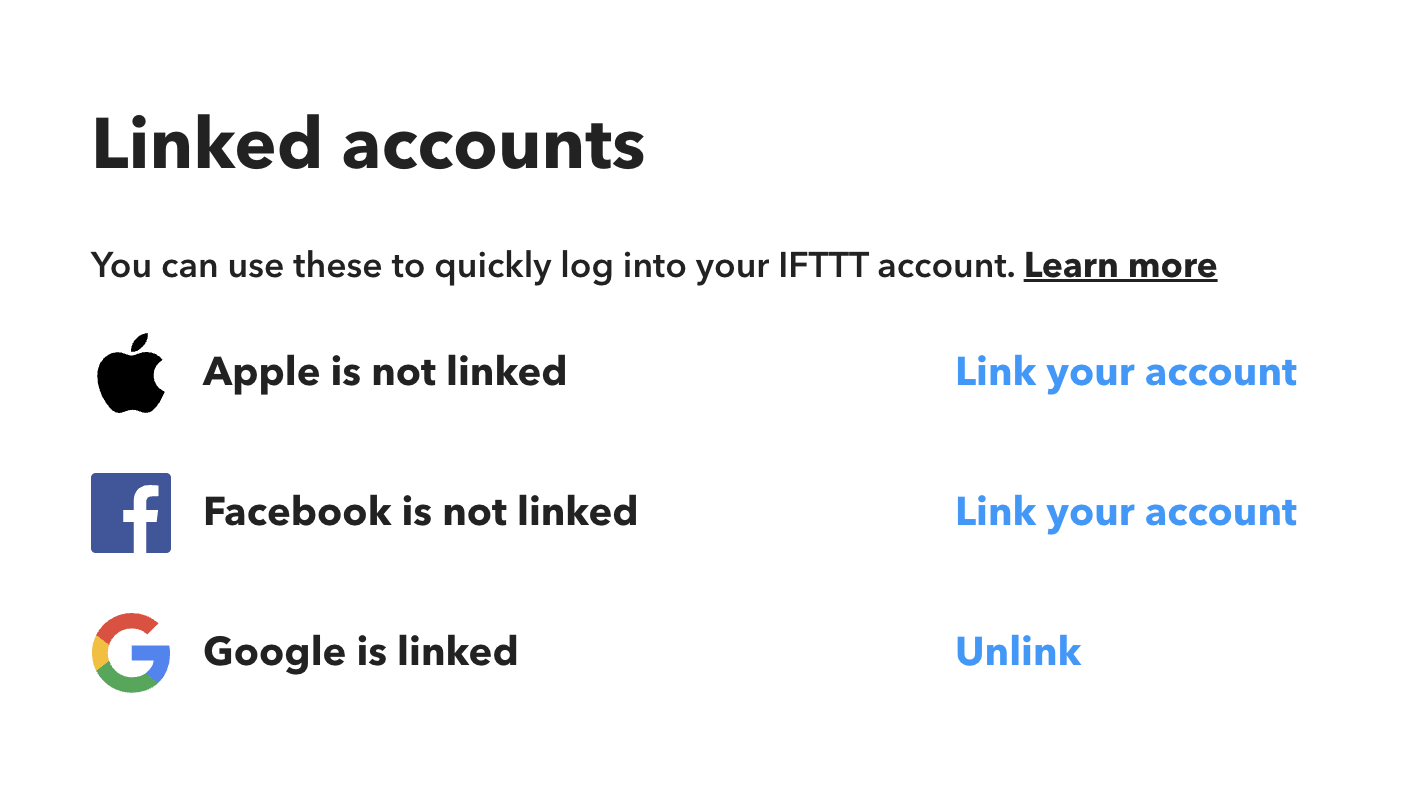 Linked accounts
You can use these to quickly log into your IFTTT account. Learn more
Apple is not linked Link your account
Facebook is not linked Link your account
Google is linked Unlink